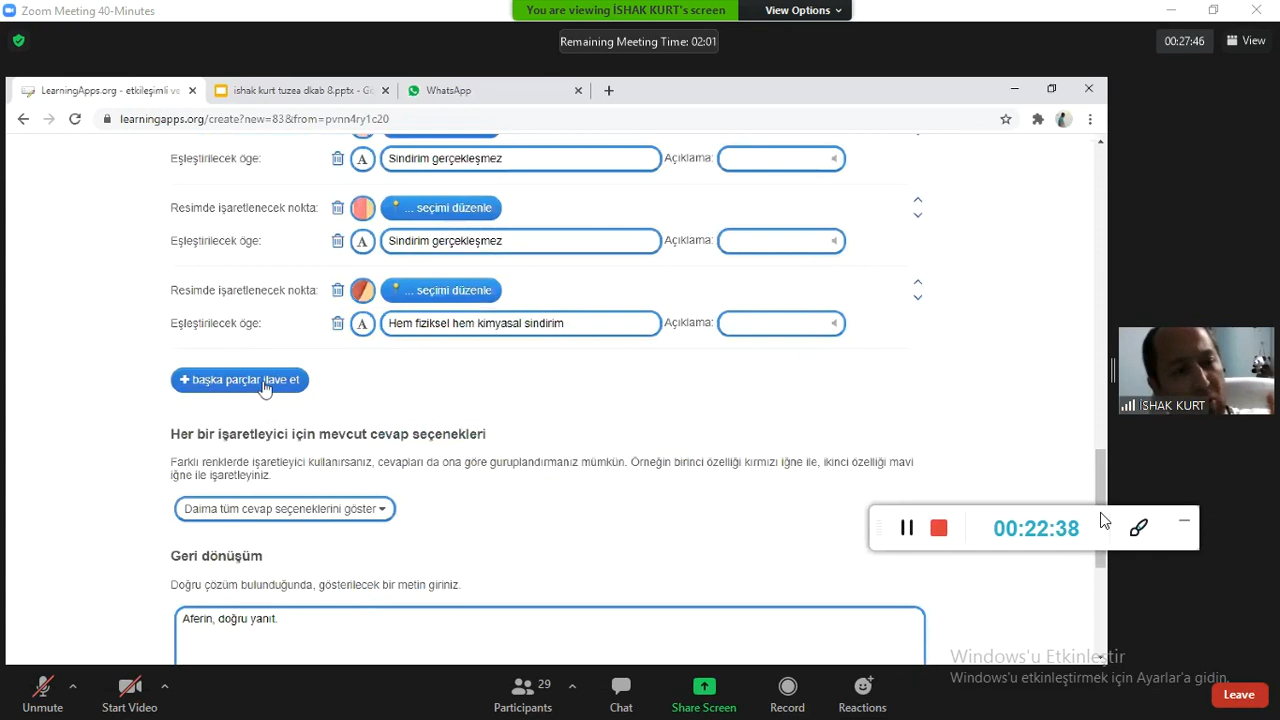 Zoom Meeting 40-Minutes
You are viewing İSHAK KURT's screen
View Options
Remaining Meeting Time: 02:01
00:27:46
View
LearningApps.org - etkileşimli ve
ishak kurt tuzea dkab 8.pptx - Go
WhatsApp
learningapps.org/create?new=83&from=pvnn4ry1c20
Eşleştirilecek öge:
A
Sindirim gerçekleşmez
Açıklama:
Resimde işaretlenecek nokta:
... seçimi düzenle
Eşleştirilecek öge:
A
Sindirim gerçekleşmez
Açıklama:
Resimde işaretlenecek nokta:
... seçimi düzenle
Eşleştirilecek öge:
A
Hem fiziksel hem kimyasal sindirim
Açıklama:
İSHAK KURT
+ başka parçlar ilave et
Her bir işaretleyici için mevcut cevap seçenekleri
Farklı renklerde işaretleyici kullanırsanız, cevapları da ona göre guruplandırmanız mümkün. Örneğin birinci özelliği kırmızı iğne ile, ikinci özelliği mavi
iğne ile işaretleyiniz.
Daima tüm cevap seçeneklerini göster
00:22:38
Geri dönüşüm
Doğru çözüm bulunduğunda, gösterilecek bir metin giriniz.
Aferin, doğru yanıt.
Windows'u Etkinleştir
Windows'u etkinleştirmek için Ayarlar'a gidin.
Unmute
Start Video
29
Participants
Chat
Share Screen
Record
Reactions
Leave